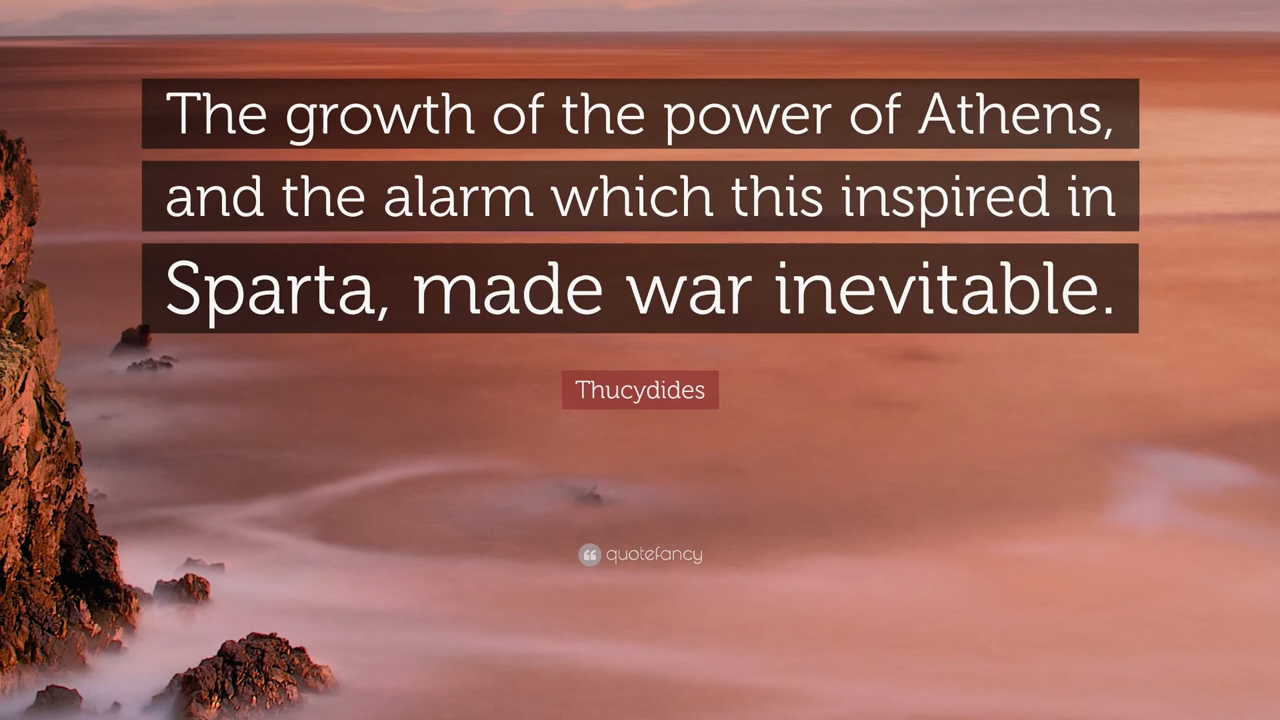 The growth of the power of Athens,
and the alarm which this inspired in
Sparta, made war inevitable.
Thucydides
quotefancy